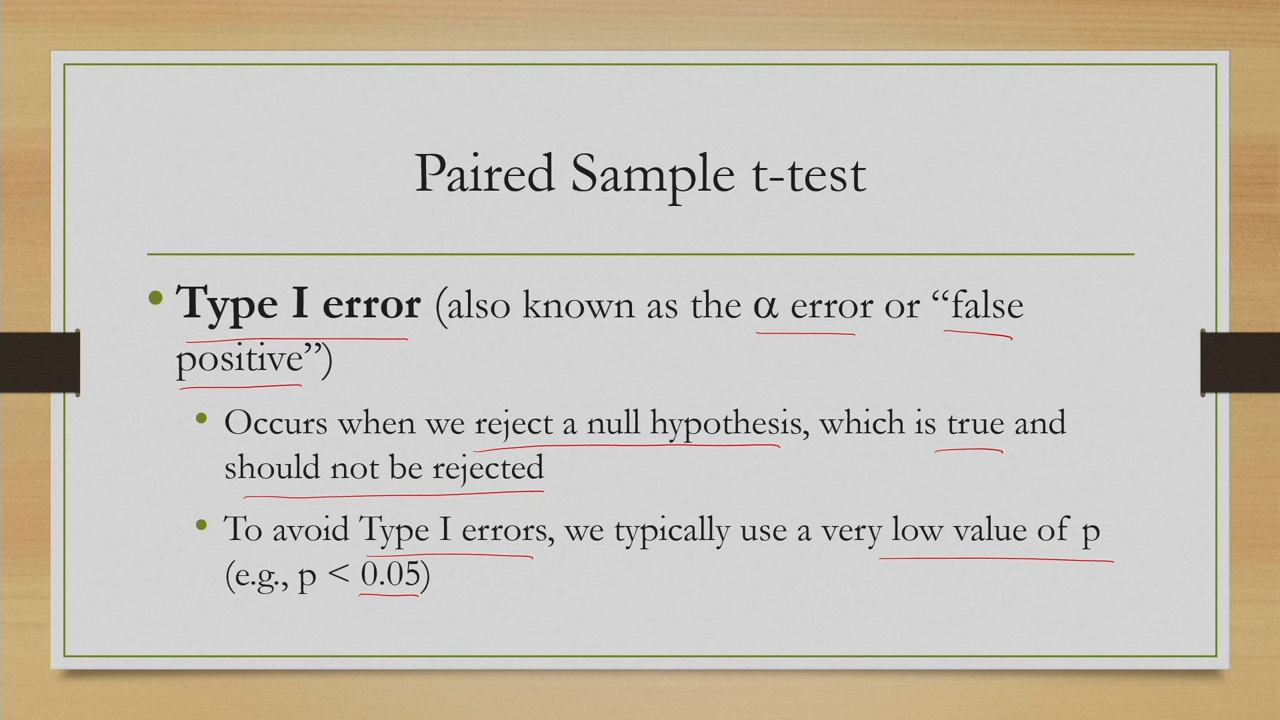 Paired Sample t-test
• Type I error (also known as the α error or “false
positive”)
• Occurs when we reject a null hypothesis, which is true and
should not be rejected
• To avoid Type I errors, we typically use a very low value of p
(e.g., p < 0.05)